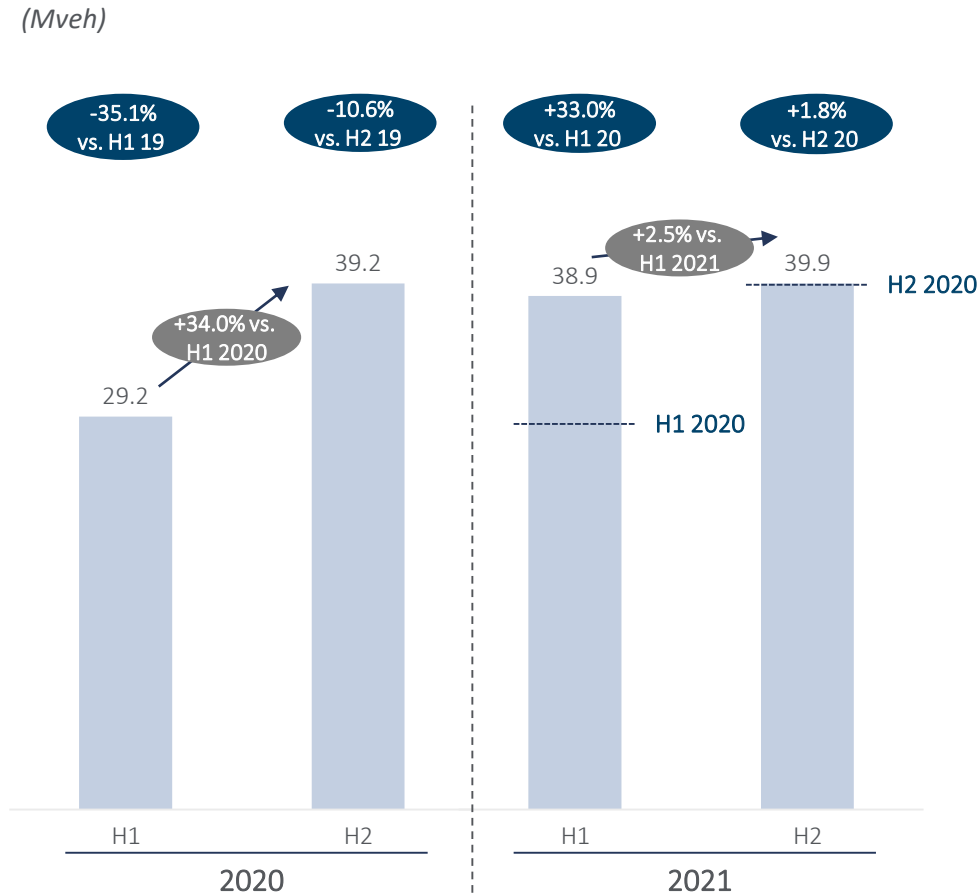 (Mveh)
-35.1%
vs. H1 19
-10.6%
vs. H2 19
+33.0%
vs. H1 20
+1.8%
vs. H2 20
+34.0% vs.
H1 2020
+2.5% vs.
H1 2021
29.2
39.2
38.9
39.9
H1 2020
H2 2020
H1
H2
H1
H2
2020
2021